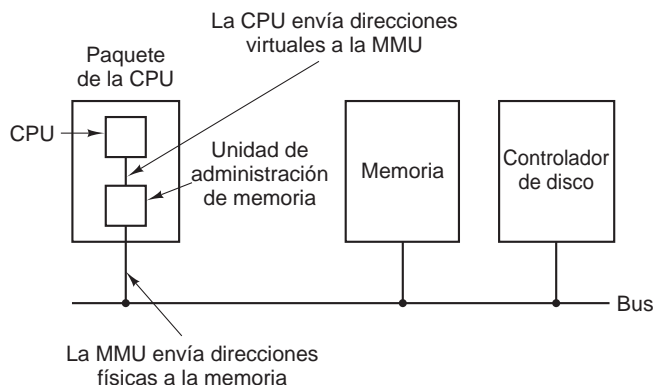 La CPU envía direcciones
virtuales a la MMU
Paquete
de la CPU
CPU
Unidad de
administración
de memoria
Memoria
Controlador
de disco
Bus
La MMU envía direcciones
físicas a la memoria